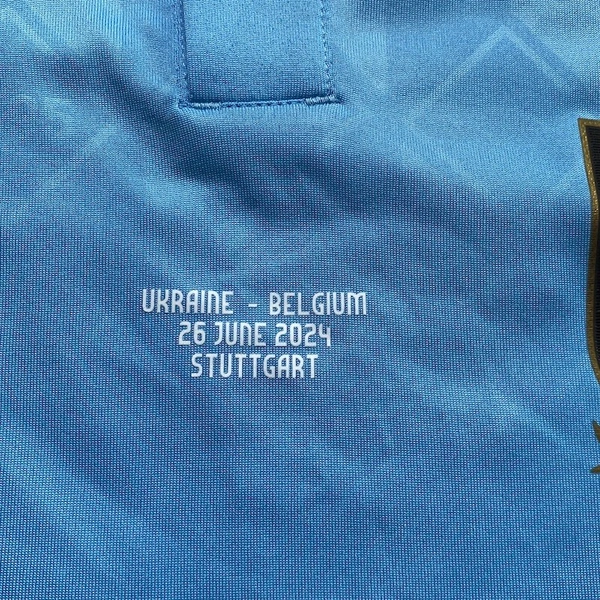 UKRAINE - BELGIUM
26 JUNE 2024
STUTTGART